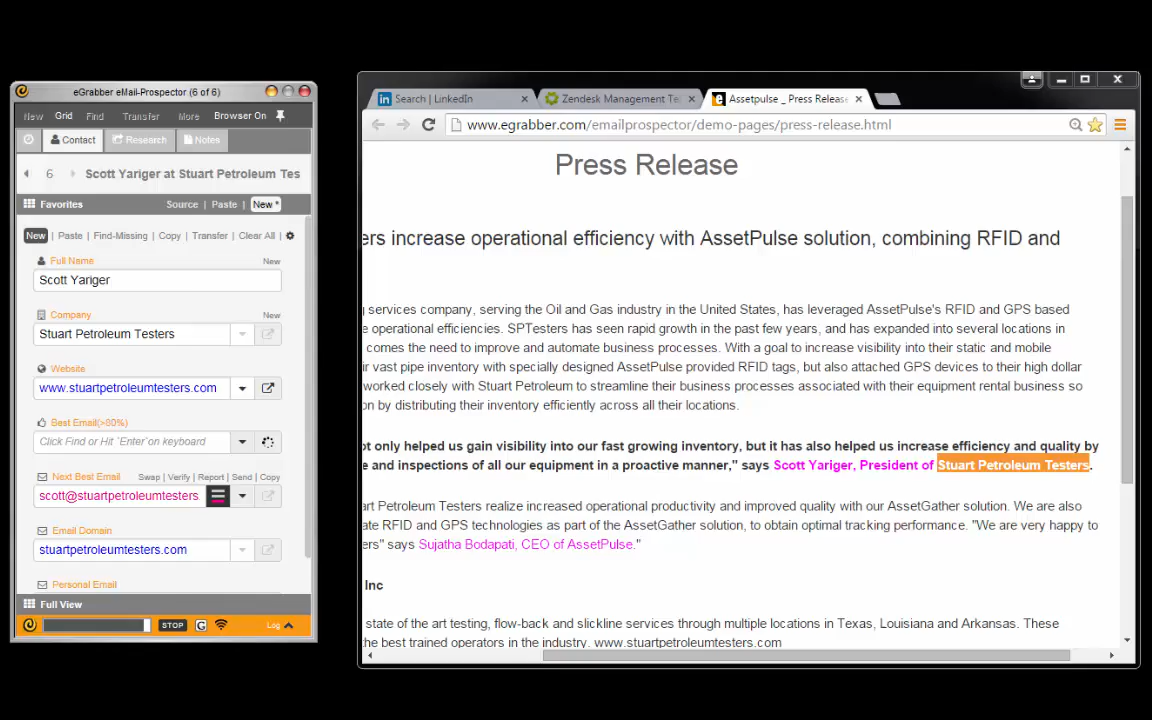 eGrabber eMail-Prospector (6 of 6)
New Grid Find Transfer More Browser On
Contact Research Notes
6 Scott Yariger at Stuart Petroleum Tes
Favorites Source | Paste | New *
New | Paste | Find-Missing | Copy | Transfer | Clear All |
Full Name New
Scott Yariger
Company New
Stuart Petroleum Testers
Website
www.stuartpetroleumtesters.com
Best Email(>80%)
Click Find or Hit `Enter`on keyboard
Next Best Email Swap | Verify | Report | Send | Copy
scott@stuartpetroleumtesters.
Email Domain
stuartpetroleumtesters.com
Personal Email
Full View
STOP G Log
in Search | LinkedIn
Zendesk Management Te
Assetpulse _ Press Release
www.egrabber.com/emailprospector/demo-pages/press-release.html
Press Release
ers increase operational efficiency with AssetPulse solution, combining RFID and
g services company, serving the Oil and Gas industry in the United States, has leveraged AssetPulse's RFID and GPS based
e operational efficiencies. SPTesters has seen rapid growth in the past few years, and has expanded into several locations in
comes the need to improve and automate business processes. With a goal to increase visibility into their static and mobile
ir vast pipe inventory with specially designed AssetPulse provided RFID tags, but also attached GPS devices to their high dollar
worked closely with Stuart Petroleum to streamline their business processes associated with their equipment rental business so
on by distributing their inventory efficiently across all their locations.
ot only helped us gain visibility into our fast growing inventory, but it has also helped us increase efficiency and quality by
e and inspections of all our equipment in a proactive manner," says Scott Yariger, President of Stuart Petroleum Testers.
art Petroleum Testers realize increased operational productivity and improved quality with our AssetGather solution. We are also
ate RFID and GPS technologies as part of the AssetGather solution, to obtain optimal tracking performance. "We are very happy to
ers" says Sujatha Bodapati, CEO of AssetPulse."
Inc
state of the art testing, flow-back and slickline services through multiple locations in Texas, Louisiana and Arkansas. These
the best trained operators in the industry. www.stuartpetroleumtesters.com